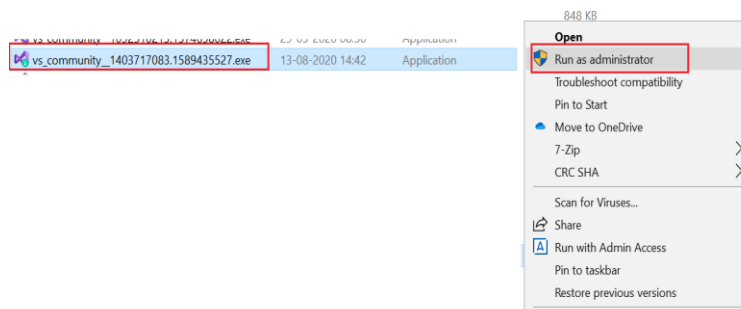 848 KB
vs_community__1403717083.1589435527.exe 13-08-2020 14:42 Application
Open
Run as administrator
Troubleshoot compatibility
Pin to Start
Move to OneDrive
7-Zip
CRC SHA
Scan for Viruses...
Share
Run with Admin Access
Pin to taskbar
Restore previous versions